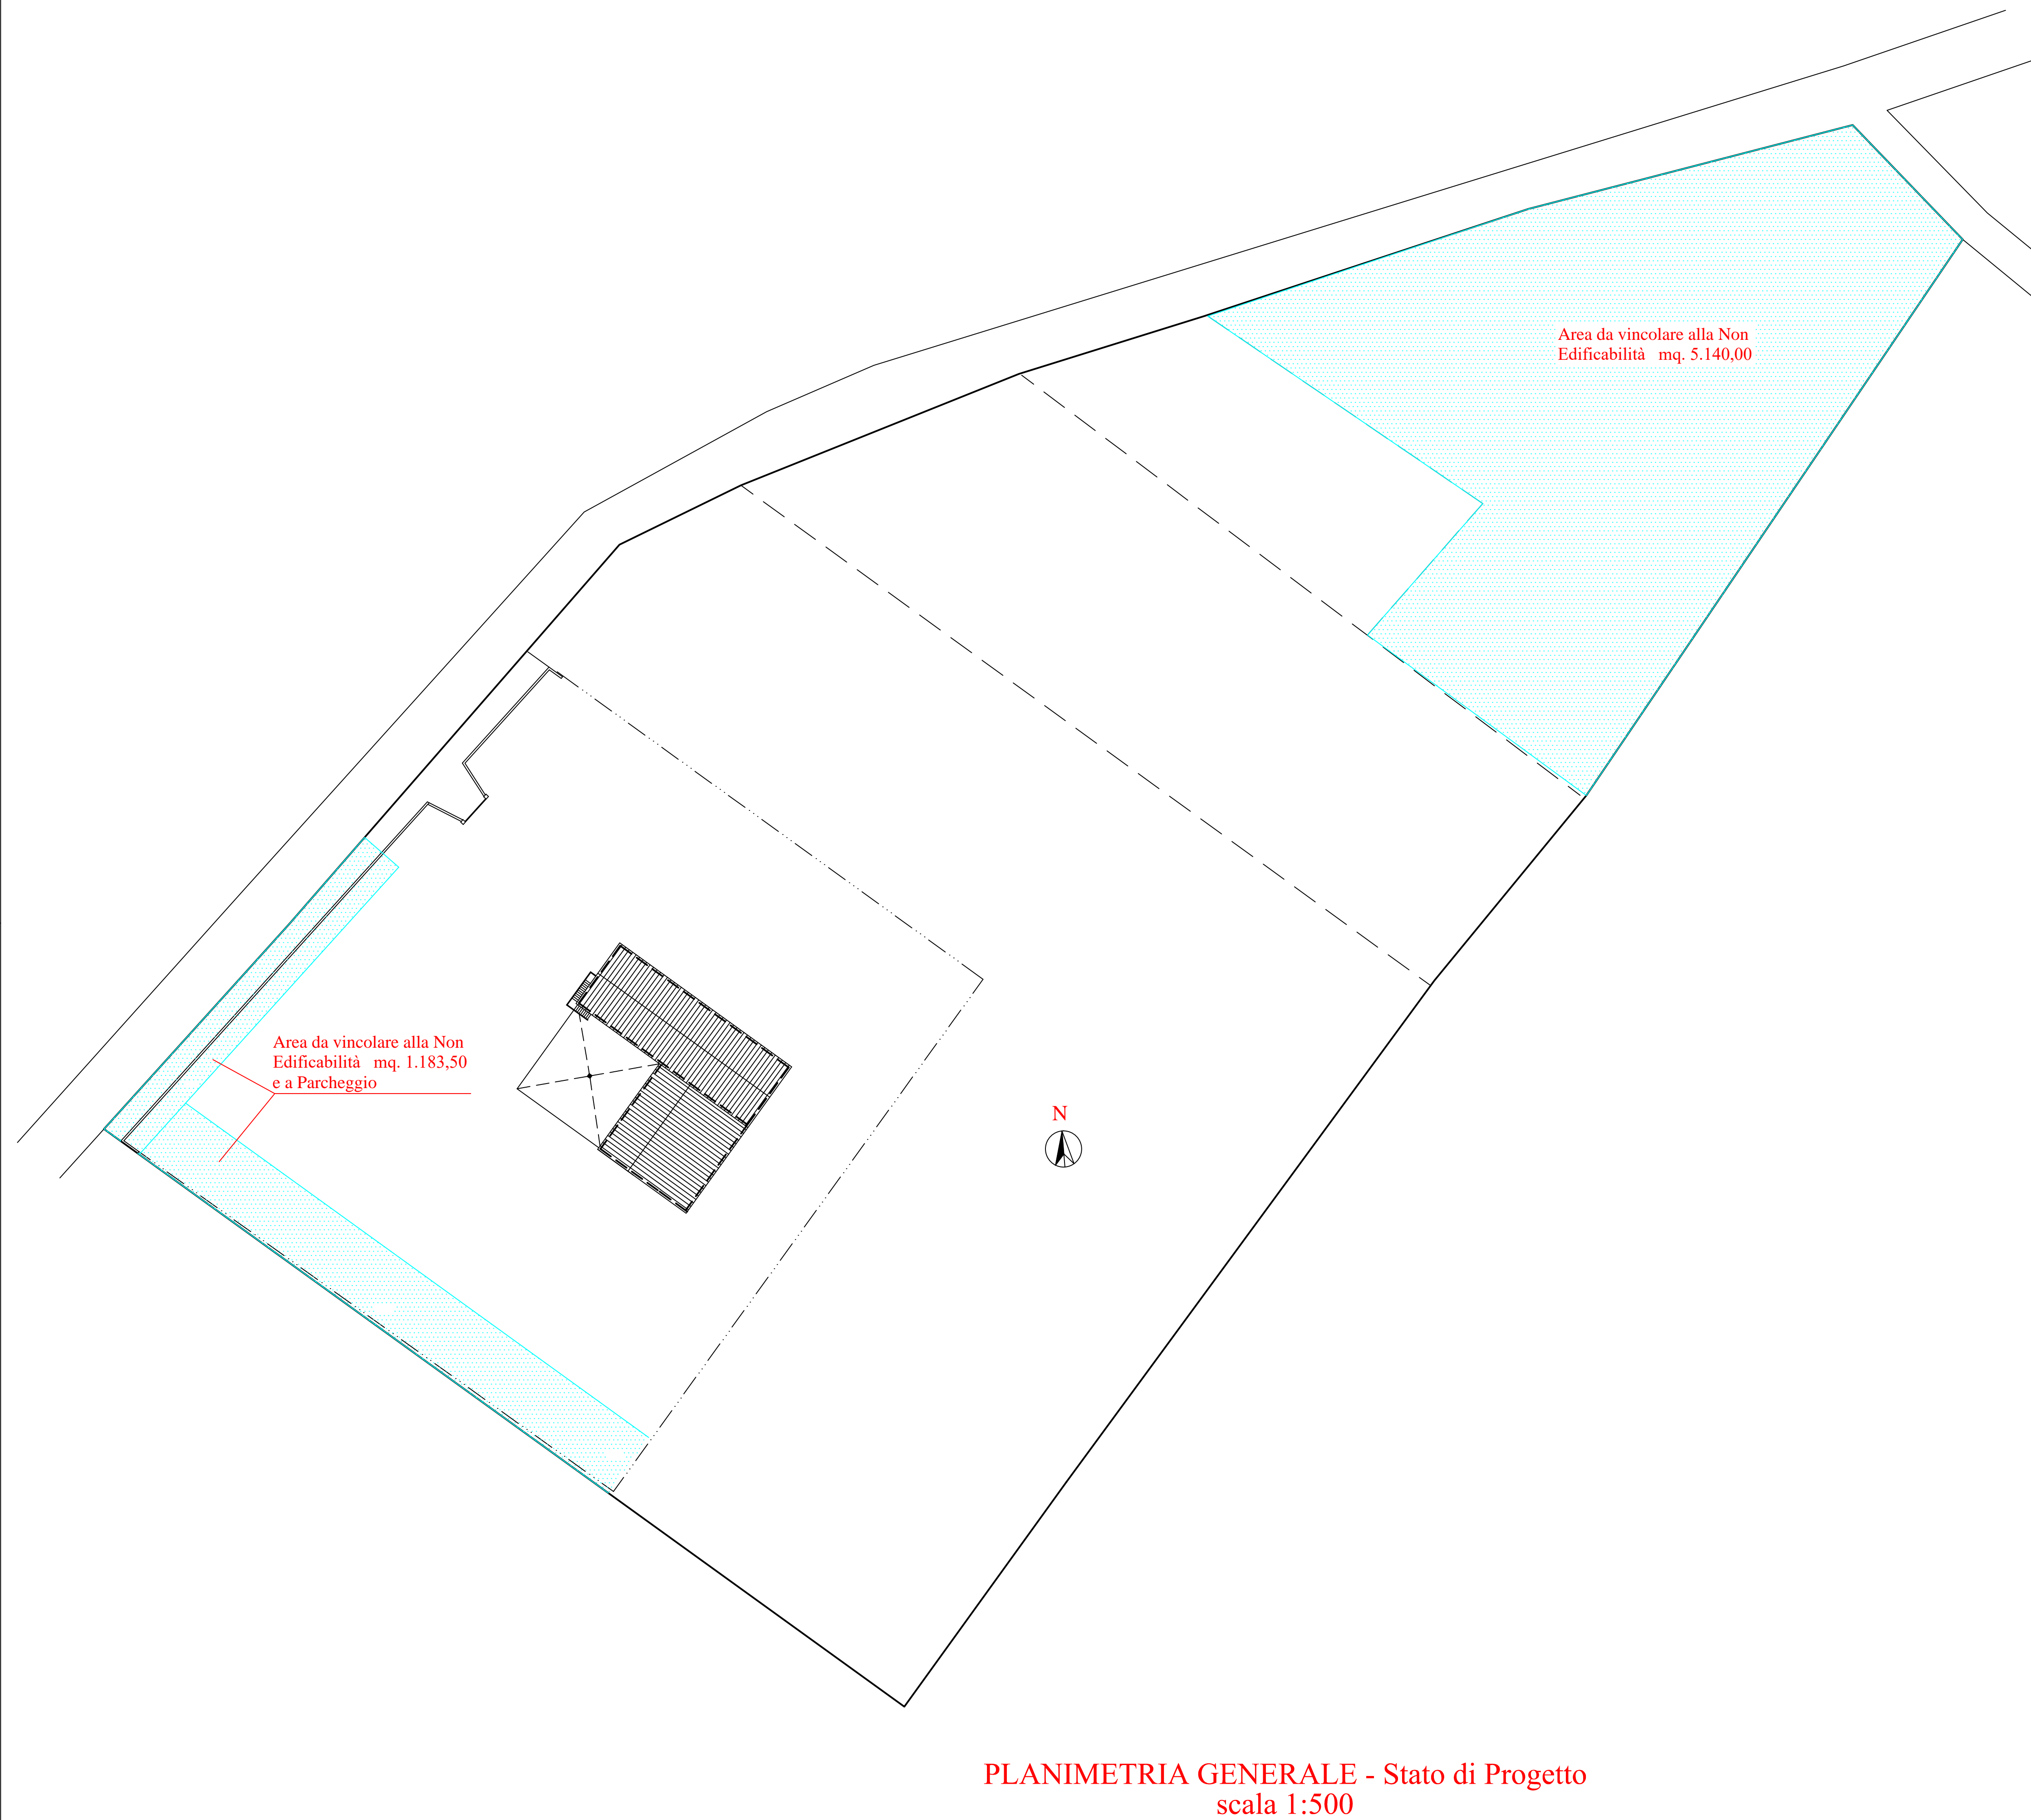 Area da vincolare alla Non
Edificabilità mq. 5.140,00
Area da vincolare alla Non
Edificabilità mq. 1.183,50
e a Parcheggio
N
PLANIMETRIA GENERALE - Stato di Progetto
scala 1:500